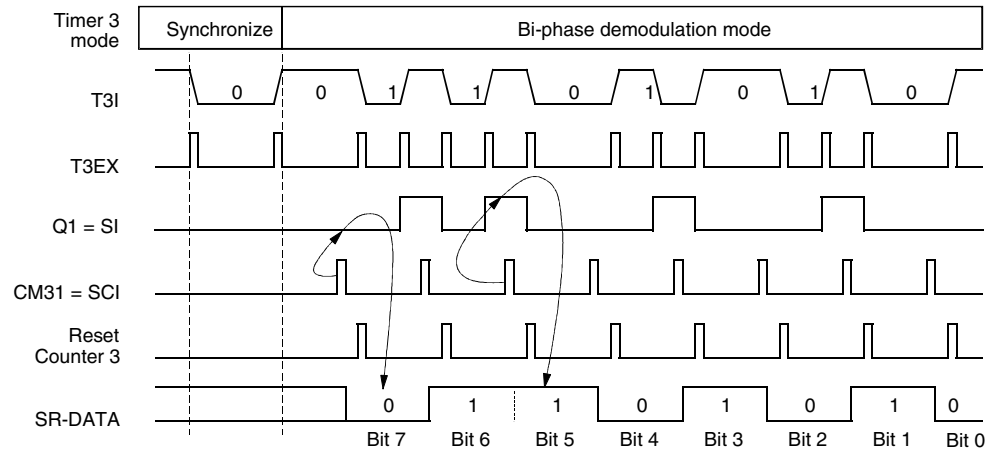 Timer 3 mode
Synchronize
Bi-phase demodulation mode
T3I
0 0 1 1 0 1 0 1 0
T3EX
Q1 = SI
CM31 = SCI
Reset
Counter 3
SR-DATA
0 1 1 0 1 0 1 0
Bit 7 Bit 6 Bit 5 Bit 4 Bit 3 Bit 2 Bit 1 Bit 0